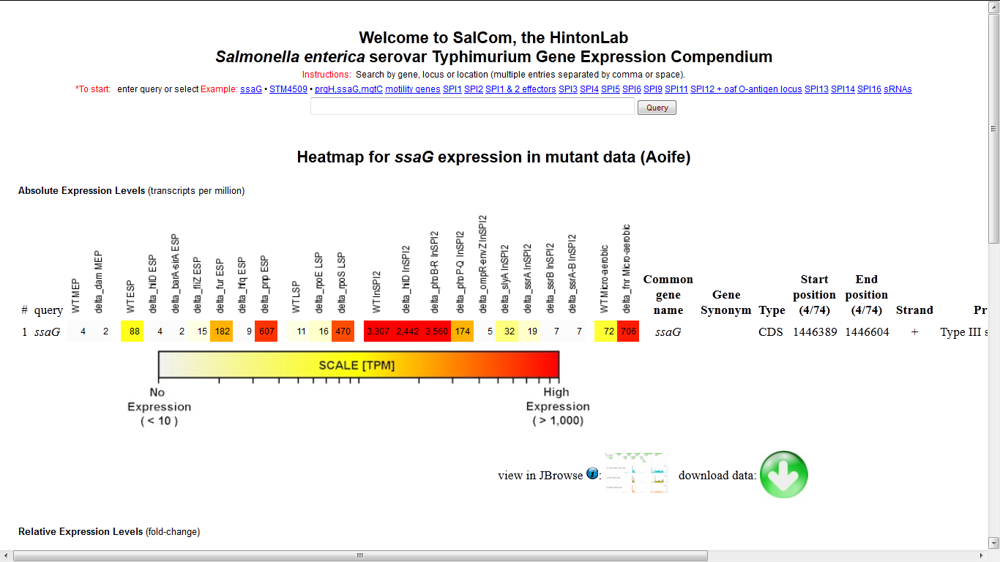 Welcome to SalCom, the HintonLab
Salmonella enterica serovar Typhimurium Gene Expression Compendium
Instructions: Search by gene, locus or location (multiple entries separated by comma or space).
*To start: enter query or select Example: ssaG • STM4509 • prgH,ssaG,mgtC motility genes SPI1 SPI2 SPI1 & 2 effectors SPI3 SPI4 SPI5 SPI6 SPI9 SPI11 SPI12 + oaf O-antigen locus SPI13 SPI14 SPI16 sRNAs
Query
Heatmap for ssaG expression in mutant data (Aoife)
Absolute Expression Levels (transcripts per million)
# query WT MEP delta_dam MEP WT ESP delta_hilD ESP delta_barA-sirA ESP delta_fliZ ESP delta_fur ESP delta_hfq ESP delta_pnp ESP WT LSP delta_rpoE LSP delta_rpoS LSP WT InSPI2 delta_hilD InSPI2 delta_phoB-R InSPI2 delta_phoP-Q InSPI2 delta_ompR-envZ InSPI2 delta_slyA InSPI2 delta_ssrA InSPI2 delta_ssrB InSPI2 delta_ssrA-B InSPI2 WT Micro-aerobic delta_fnr Micro-aerobic Common gene name Gene Synonym Type Start position (4/74) End position (4/74) Strand Pr
1 ssaG 4 2 88 4 2 15 182 9 607 11 16 470 3,307 2,442 3,560 174 5 32 19 7 7 72 706 ssaG CDS 1446389 1446604 + Type III s
SCALE [TPM]
No Expression ( < 10 )
High Expression ( > 1,000)
view in JBrowse i : download data:
Relative Expression Levels (fold-change)